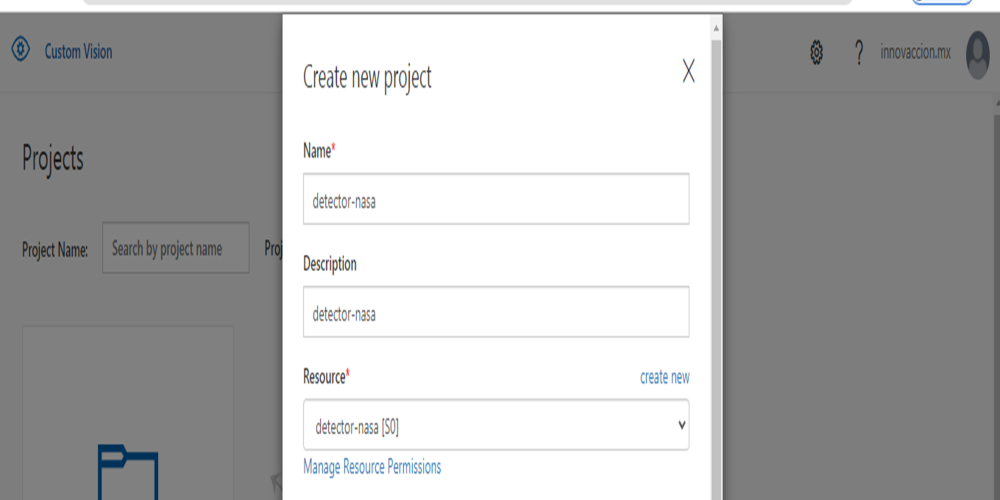 Custom Vision
innovaccion.mx
Projects
Project Name:
Search by project name
Create new project
Name*
detector-nasa
Description
detector-nasa
Resource*
create new
detector-nasa [S0]
Manage Resource Permissions